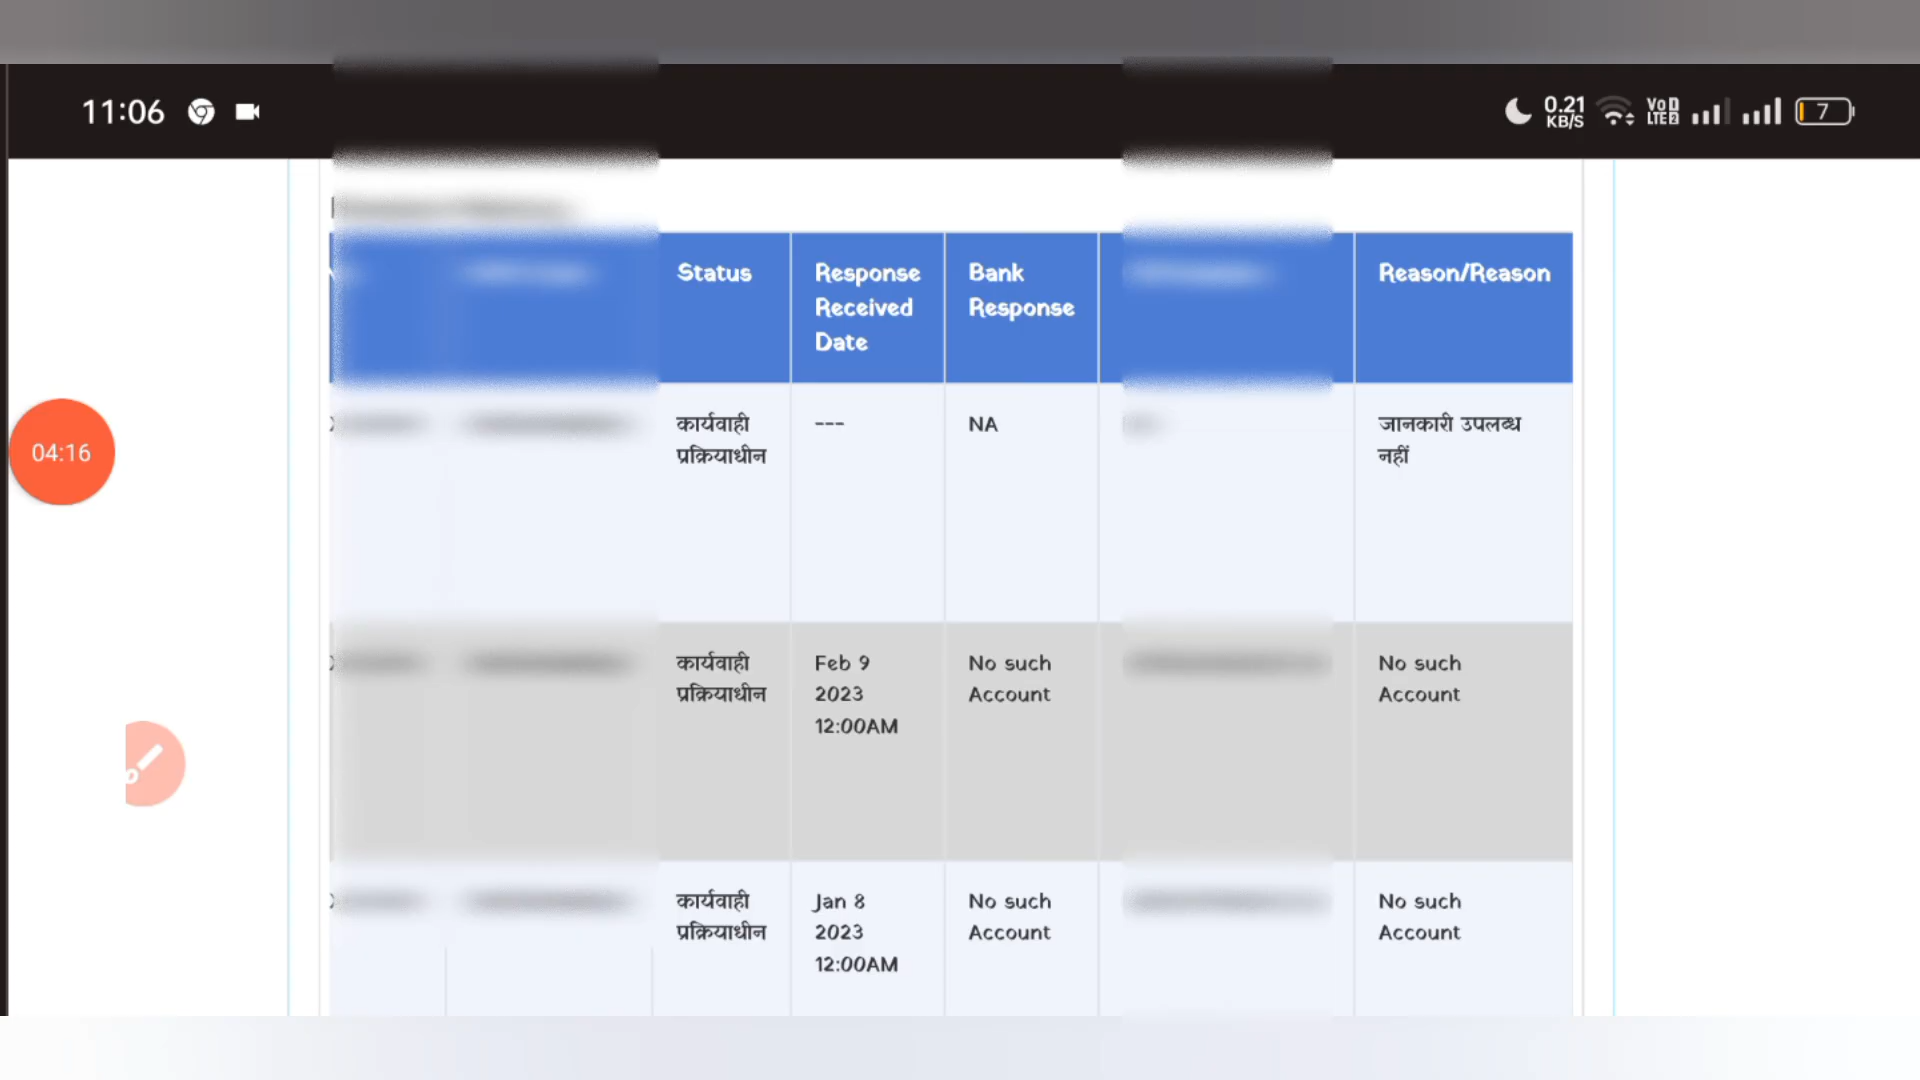 11:06
0.21
KB/S
VoD
LTE2
7
Status
Response
Received
Date
Bank
Response
Reason/Reason
कार्यवाही
प्रक्रियाधीन
---
NA
जानकारी उपलब्ध
नहीं
04:16
कार्यवाही
प्रक्रियाधीन
Feb 9
2023
12:00AM
No such
Account
No such
Account
कार्यवाही
प्रक्रियाधीन
Jan 8
2023
12:00AM
No such
Account
No such
Account